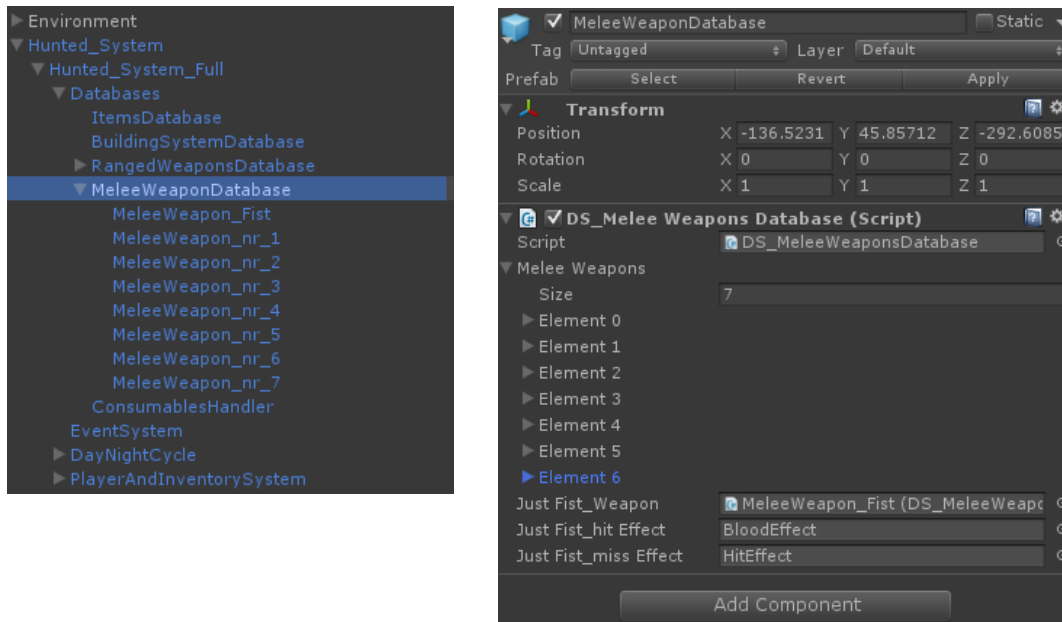 Environment
Hunted_System
Hunted_System_Full
Databases
ItemsDatabase
BuildingSystemDatabase
RangedWeaponsDatabase
MeleeWeaponDatabase
MeleeWeapon_Fist
MeleeWeapon_nr_1
MeleeWeapon_nr_2
MeleeWeapon_nr_3
MeleeWeapon_nr_4
MeleeWeapon_nr_5
MeleeWeapon_nr_6
MeleeWeapon_nr_7
ConsumablesHandler
EventSystem
DayNightCycle
PlayerAndInventorySystem
MeleeWeaponDatabase Static
Tag Untagged Layer Default
Prefab Select Revert Apply
Transform
Position X -136.5231 Y 45.85712 Z -292.6085
Rotation X 0 Y 0 Z 0
Scale X 1 Y 1 Z 1
DS_Melee Weapons Database (Script)
Script DS_MeleeWeaponsDatabase
Melee Weapons
Size 7
Element 0
Element 1
Element 2
Element 3
Element 4
Element 5
Element 6
Just Fist_Weapon MeleeWeapon_Fist (DS_MeleeWeapc
Just Fist_hit Effect BloodEffect
Just Fist_miss Effect HitEffect
Add Component